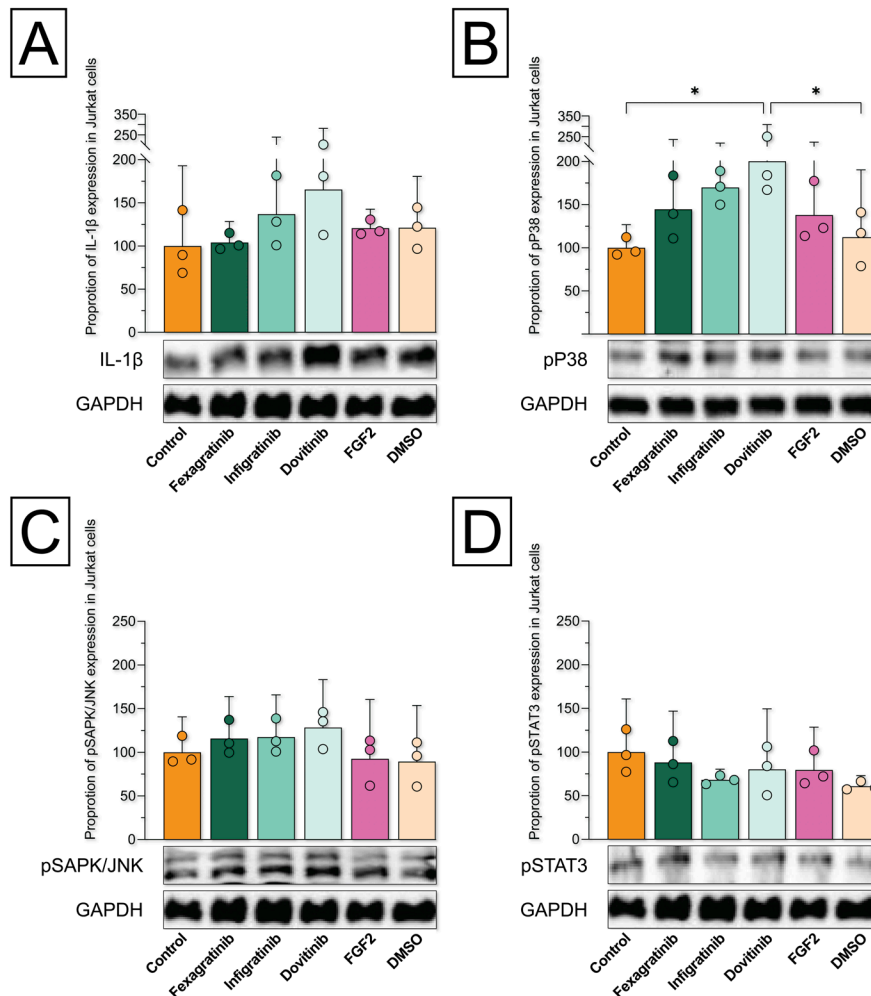 A
Proprotion of IL-1β expression in Jurkat cells
350
250
150
200
150
100
50
0
IL-1β
GAPDH
Control
Fexagratinib
Infigratinib
Dovitinib
FGF2
DMSO
B
Proprotion of pP38 expression in Jurkat cells
* *
350
250
150
200
150
100
50
pP38
GAPDH
Control
Fexagratinib
Infigratinib
Dovitinib
FGF2
DMSO
C
Proprotion of pSAPK/JNK expression in Jurkat cells
250
200
150
100
50
0
pSAPK/JNK
GAPDH
Control
Fexagratinib
Infigratinib
Dovitinib
FGF2
DMSO
D
Proprotion of pSTAT3 expression in Jurkat cells
250
200
150
100
50
0
pSTAT3
GAPDH
Control
Fexagratinib
Infigratinib
Dovitinib
FGF2
DMSO